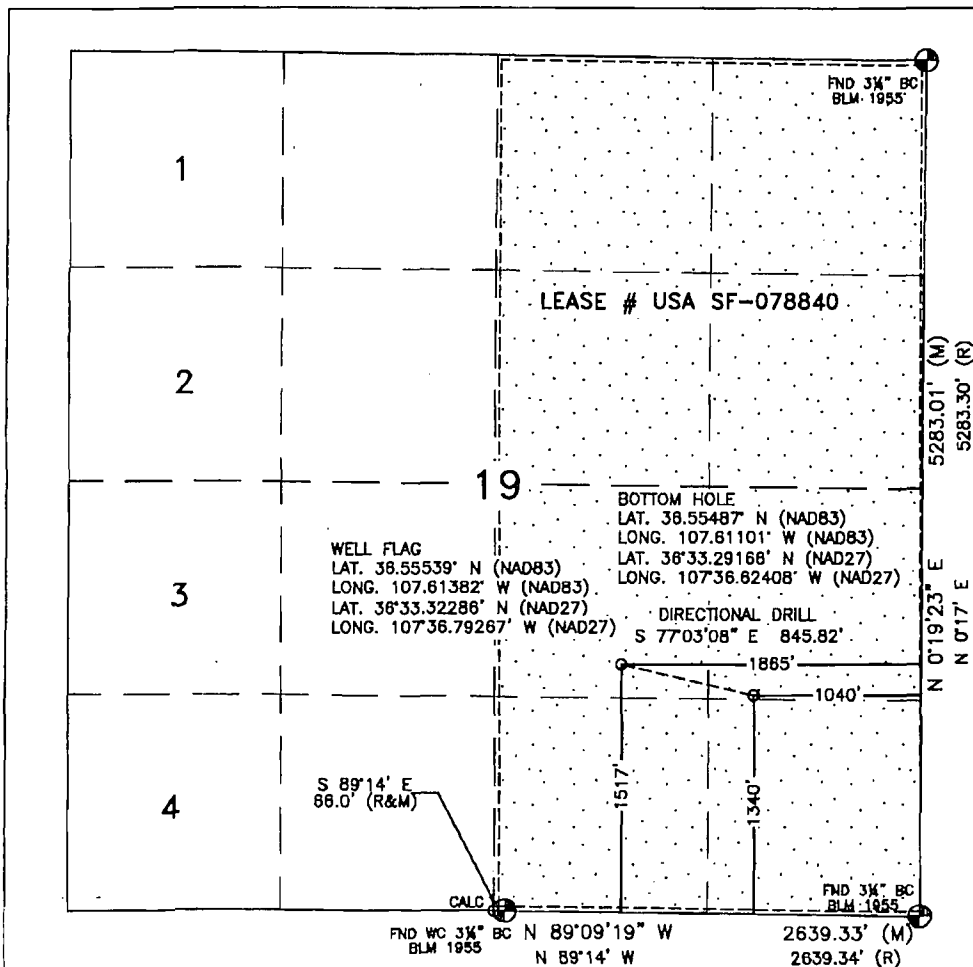 FND 3¼" BC
BLM 1955
1
LEASE # USA SF-078840
2
5283.01' (M)
5283.30' (R)
19
BOTTOM HOLE
LAT. 36.55487° N (NAD83)
LONG. 107.61101° W (NAD83)
LAT. 36°33.29168' N (NAD27)
LONG. 107°36.62408' W (NAD27)
WELL FLAG
LAT. 36.55539° N (NAD83)
LONG. 107.61382° W (NAD83)
LAT. 36°33.32286' N (NAD27)
LONG. 107°36.79267' W (NAD27)
3
DIRECTIONAL DRILL
S 77°03'08" E 845.82'
N 0°19'23" E
N 0°17' E
1865'
1040'
1517'
1340'
4
S 89°14' E
66.0' (R&M)
CALC
FND 3¼" BC
BLM 1955
FND WC 3¼" BC
BLM 1955
N 89°09'19" W
N 89°14' W
2639.33' (M)
2639.34' (R)